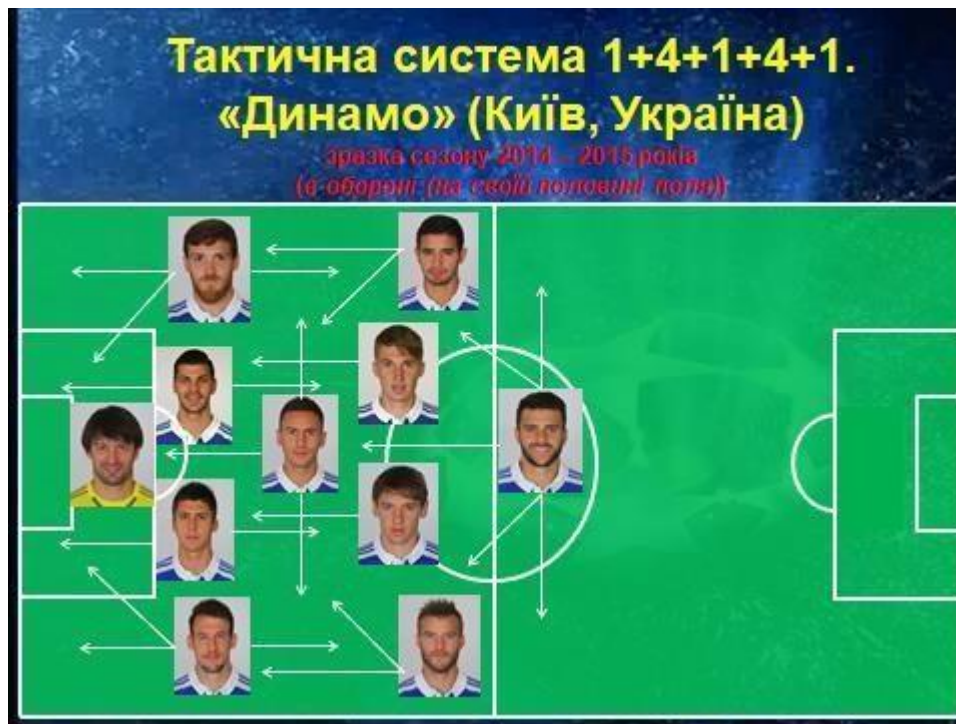 Тактична система 1+4+1+4+1.
«Динамо» (Київ, Україна)
зразка сезону 2014 – 2015 років
(в обороні (на своїй половині поля))